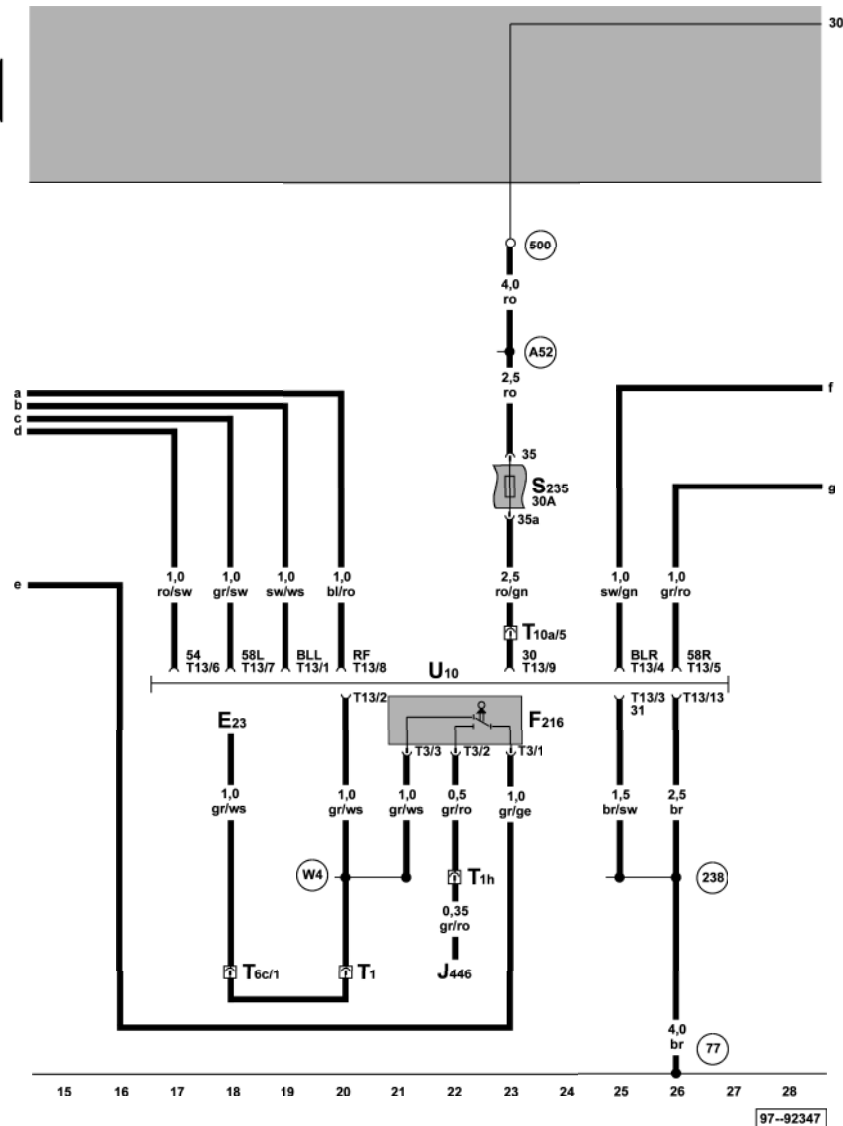 30
500
4,0
ro
A52
2,5
ro
a
b
c
d
f
35
S235
30A
35a
g
e
1,0
ro/sw
1,0
gr/sw
1,0
sw/ws
1,0
bl/ro
2,5
ro/gn
1,0
sw/gn
1,0
gr/ro
T10a/5
54
T13/6
58L
T13/7
BLL
T13/1
RF
T13/8
30
T13/9
BLR
T13/4
58R
T13/5
U10
T13/2
T13/3
31
T13/13
E23
F216
T3/3
T3/2
T3/1
1,0
gr/ws
1,0
gr/ws
1,0
gr/ws
0,5
gr/ro
1,0
gr/ge
1,5
br/sw
2,5
br
W4
T1h
238
0,35
gr/ro
T6c/1
T1
J446
4,0
br
77
15 16 17 18 19 20 21 22 23 24 25 26 27 28
97--92347